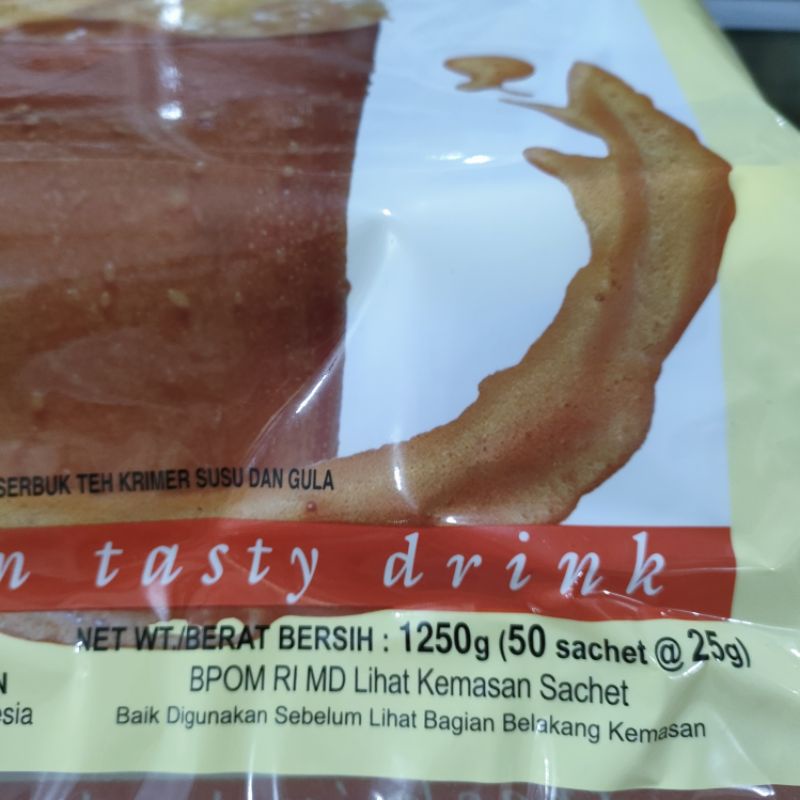 SERBUK TEH KRIMER SUSU DAN GULA
n tasty drink
NET WT./BERAT BERSIH : 1250g (50 sachet @ 25g)
BPOM RI MD Lihat Kemasan Sachet
N
esia
Baik Digunakan Sebelum Lihat Bagian Belakang Kemasan